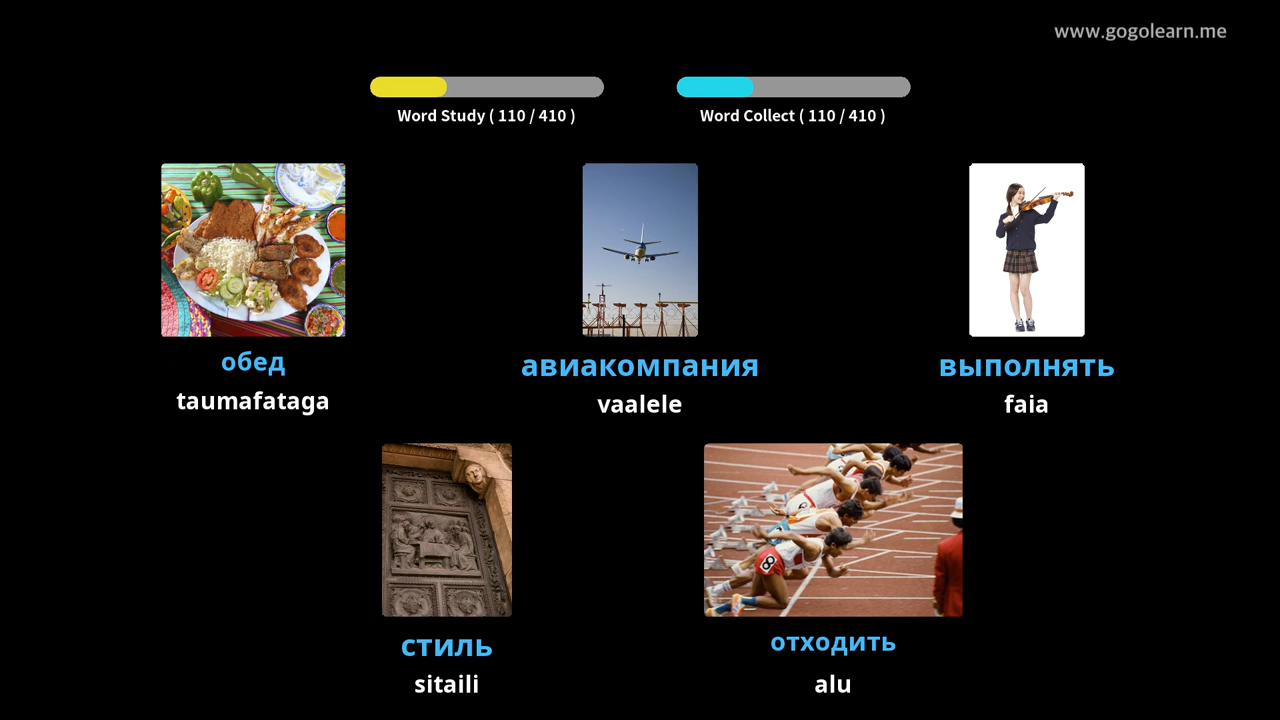 www.gogolearn.me
Word Study ( 110 / 410 )
Word Collect ( 110 / 410 )
обед
taumafataga
авиакомпания
vaalele
выполнять
faia
стиль
sitaili
отходить
alu